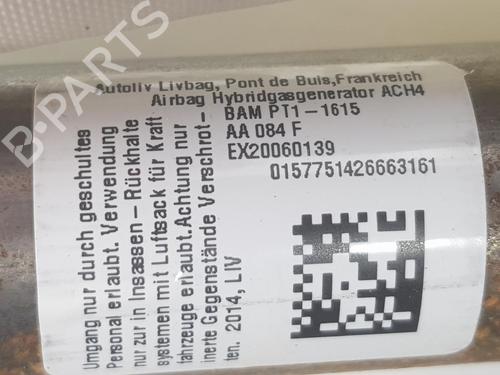 Autoliv Livbag, Pont de Buis,Frankreich
Airbag Hybridgasgenerator ACH4
BAM PT1-1615
AA 084 F
EX20060139
0157751426663161
Umgang nur durch geschultes
Personal erlaubt. Verwendung
nur zur in Insassen - Rückhalte
systemen mit Luftsack für Kraft
fahrzeuge erlaubt.Achtung nur
inerte Gegenstände Verschrot-
ten. 2014, LIV
B-PARTS